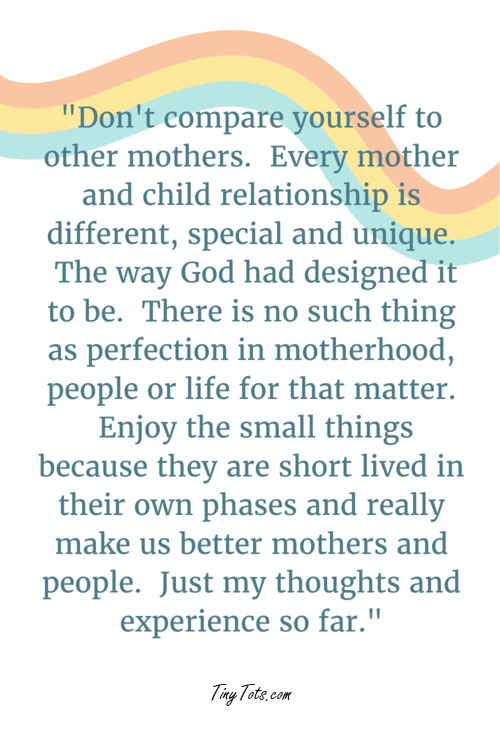 "Don't compare yourself to
other mothers.  Every mother
and child relationship is
different, special and unique.
The way God had designed it
to be.  There is no such thing
as perfection in motherhood,
people or life for that matter.
Enjoy the small things
because they are short lived in
their own phases and really
make us better mothers and
people.  Just my thoughts and
experience so far."
TinyTots.com